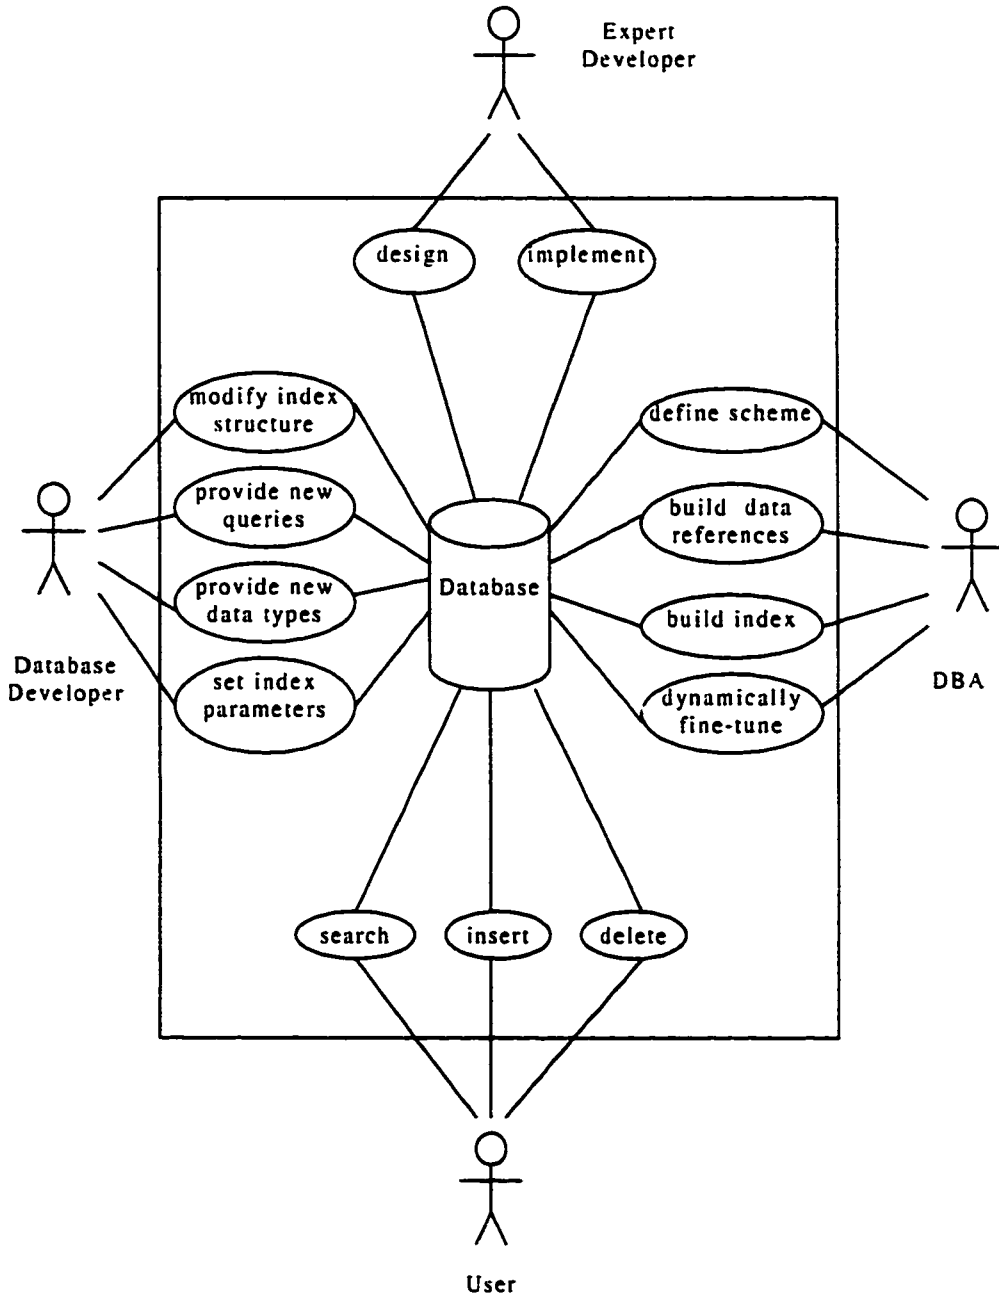 Expert
Developer
design
implement
modify index
structure
define scheme
provide new
queries
build data
references
Database
provide new
data types
build index
Database
Developer
set index
parameters
dynamically
fine-tune
DBA
search
insert
delete
User